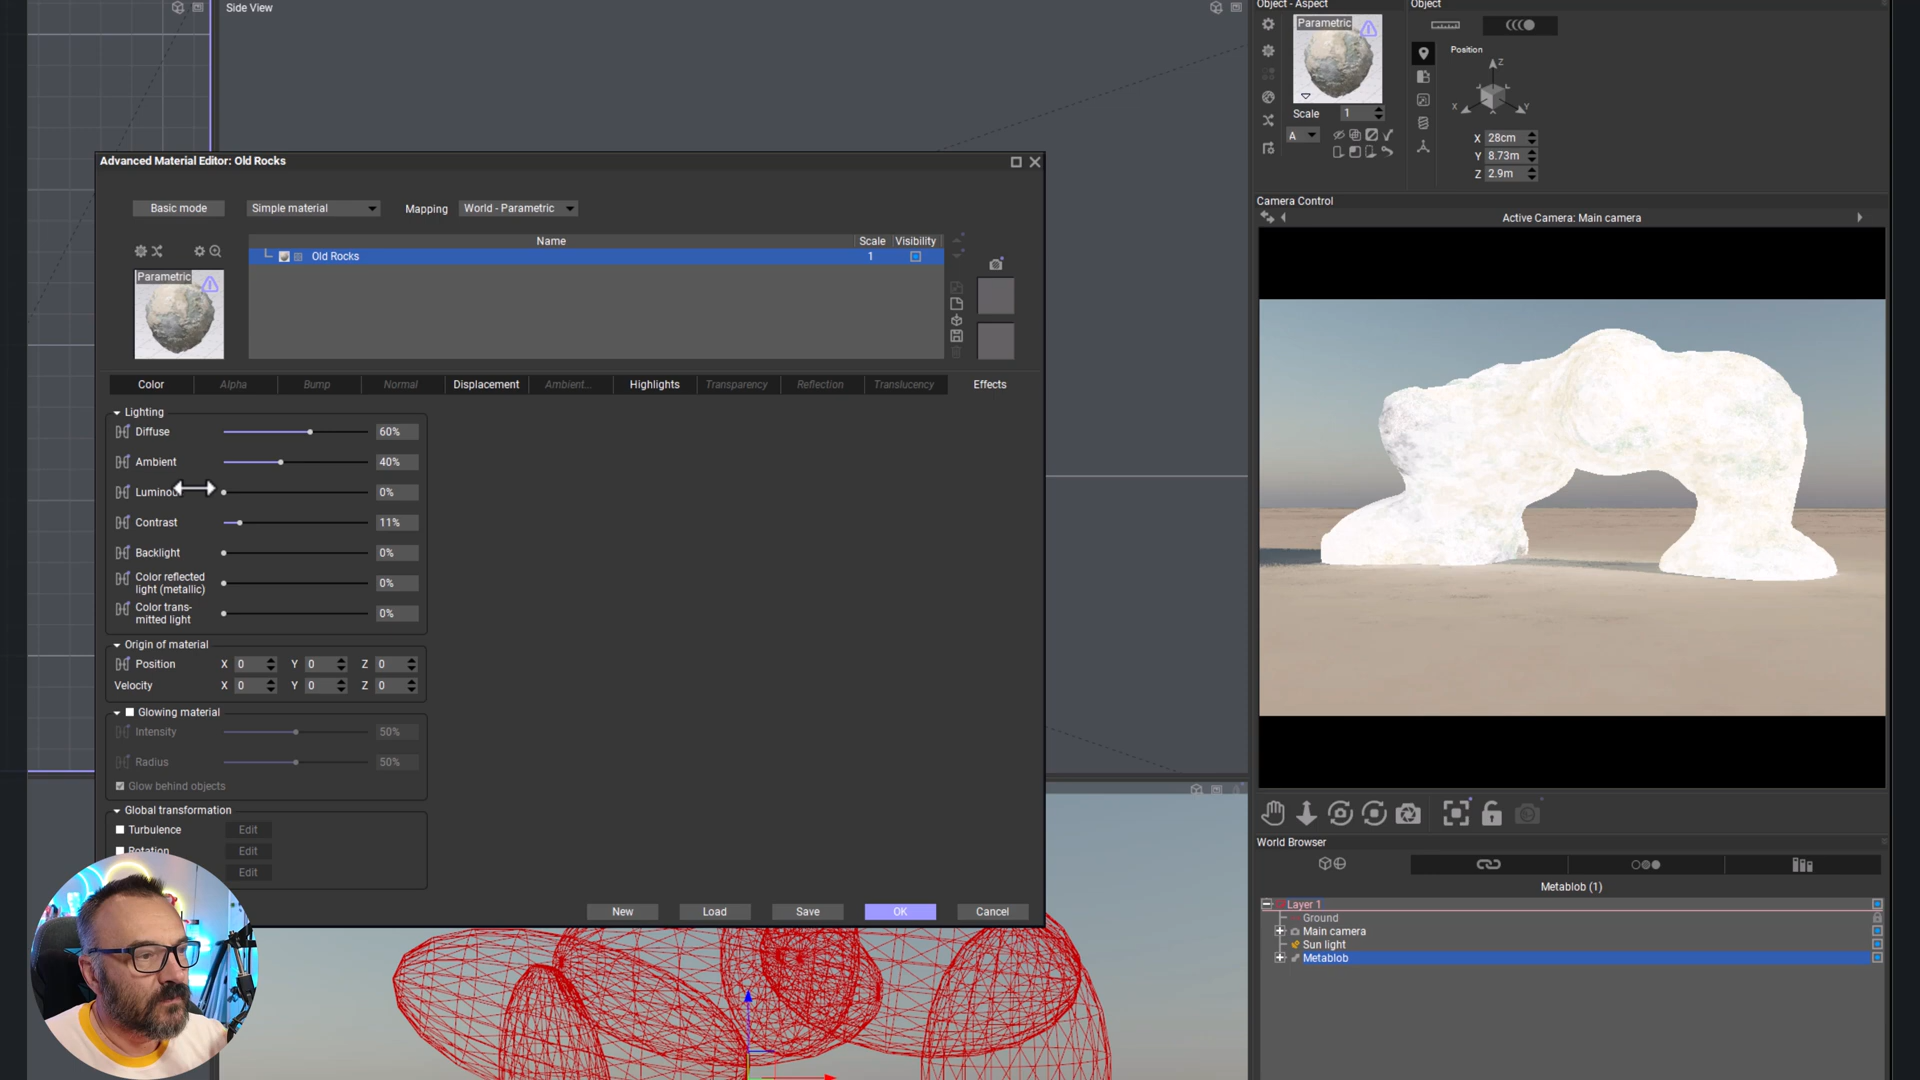 Side View
Object - Aspect
Object
Parametric
Position
Z
X
Y
Scale 1
A
X 28cm
Y 8.73m
Z 2.9m
Advanced Material Editor: Old Rocks
Basic mode
Simple material
Mapping
World - Parametric
Name
Scale
Visibility
Old Rocks
1
Parametric
Color
Alpha
Bump
Normal
Displacement
Ambient...
Highlights
Transparency
Reflection
Translucency
Effects
Lighting
Diffuse 60%
Ambient 40%
Luminou 0%
Contrast 11%
Backlight 0%
Color reflected
light (metallic) 0%
Color trans-
mitted light 0%
Origin of material
Position X 0 Y 0 Z 0
Velocity X 0 Y 0 Z 0
Glowing material
Intensity 50%
Radius 50%
Glow behind objects
Global transformation
Turbulence Edit
Rotation Edit
Edit
New
Load
Save
OK
Cancel
Camera Control
Active Camera: Main camera
World Browser
Metablob (1)
Layer 1
Ground
Main camera
Sun light
Metablob